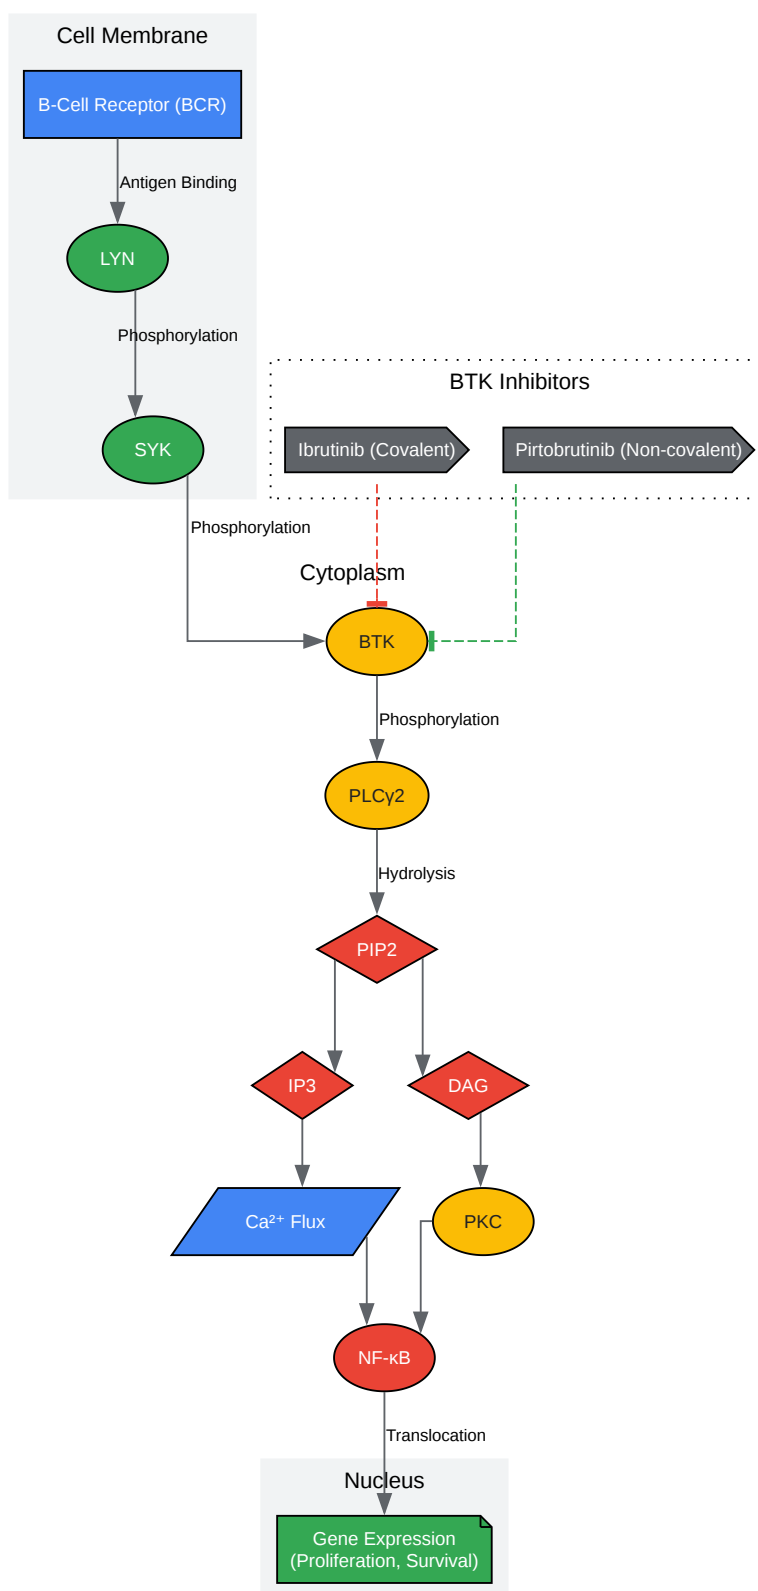 Cell Membrane
B-Cell Receptor (BCR)
Antigen Binding
LYN
Phosphorylation
BTK Inhibitors
SYK
Ibrutinib (Covalent)
Pirtobrutinib (Non-covalent)
Phosphorylation
Cytoplasm
BTK
Phosphorylation
PLCγ2
Hydrolysis
PIP2
IP3
DAG
Ca²⁺ Flux
PKC
NF-κB
Translocation
Nucleus
Gene Expression
(Proliferation, Survival)